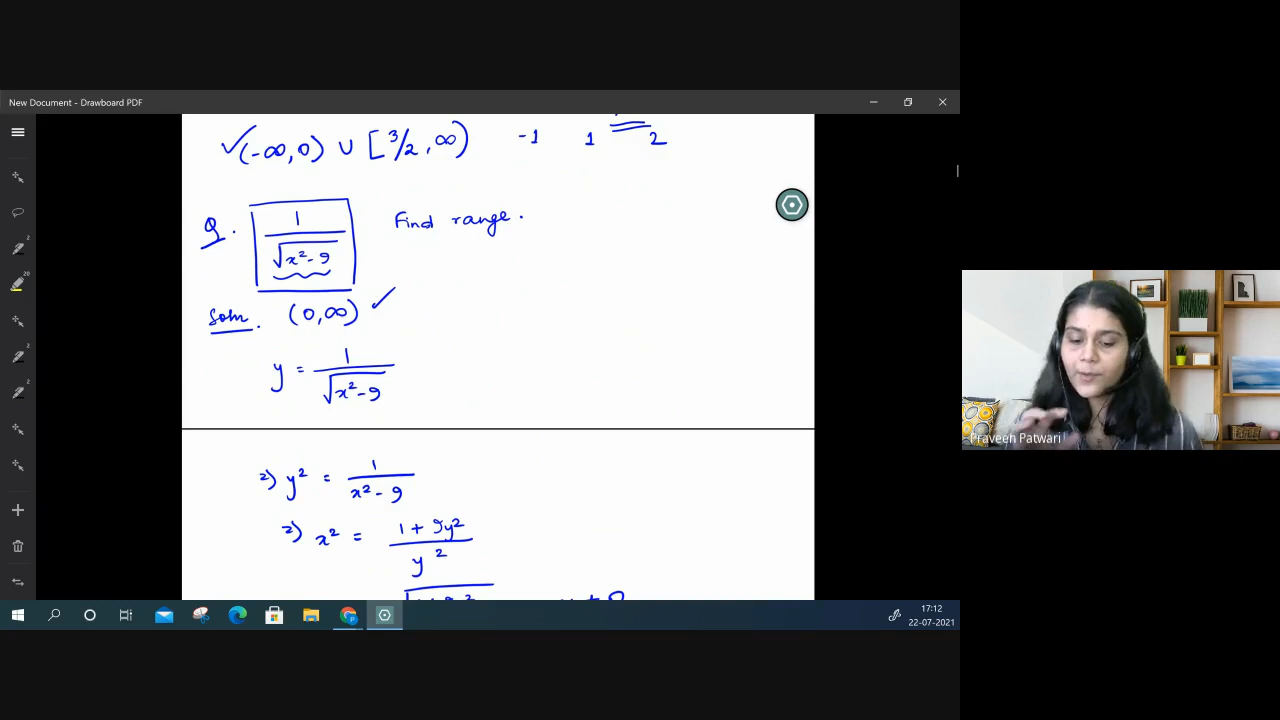 New Document - Drawboard PDF
(-∞,0) ∪ [3/2,∞) -1 1 2
Q. 1/√(x²-9) Find range.
Soln. (0,∞)
y = 1/√(x²-9)
⇒) y² = 1/(x²-9)
⇒) x² = (1+9y²)/y²
Praveen Patwari
17:12
22-07-2021